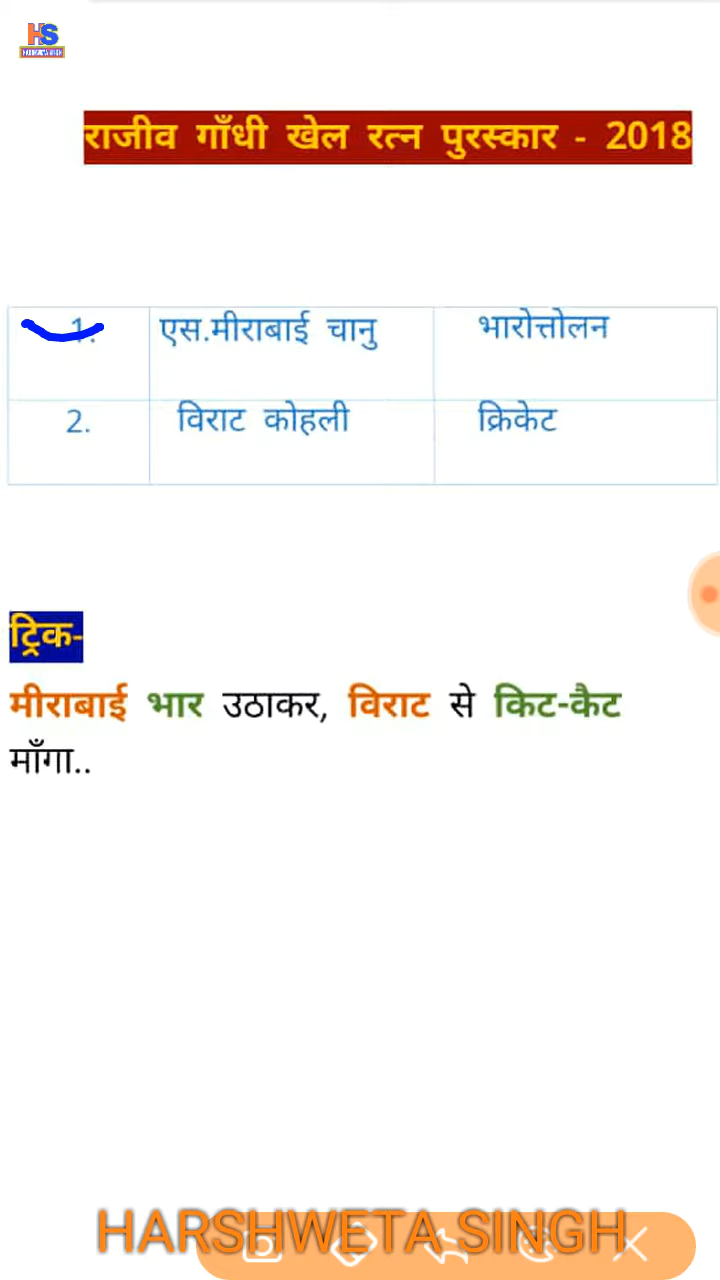 HS
राजीव गाँधी खेल रत्न पुरस्कार - 2018
1. एस.मीराबाई चानु भारोत्तोलन
2. विराट कोहली क्रिकेट
ट्रिक-
मीराबाई भार उठाकर, विराट से किट-कैट
माँगा..
HARSHWETA SINGH